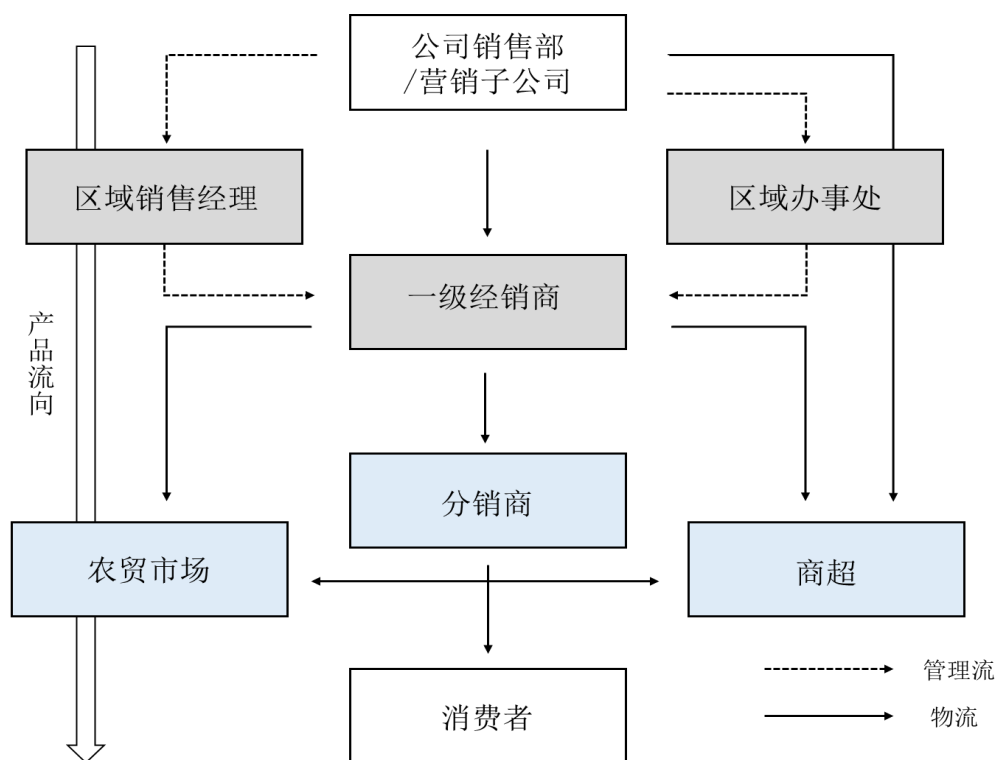 公司销售部
/营销子公司
区域销售经理
区域办事处
一级经销商
产品流向
分销商
农贸市场
商超
管理流
消费者
物流